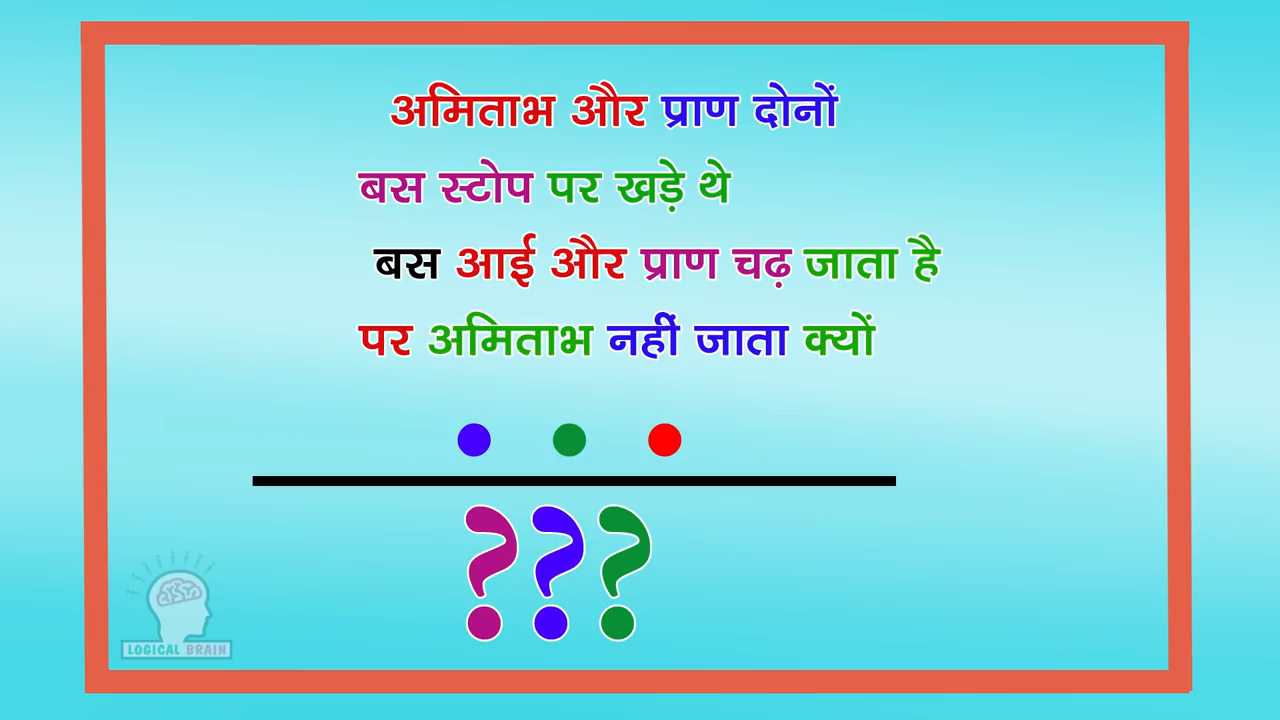 अमिताभ और प्राण दोनों
बस स्टोप पर खड़े थे
बस आई और प्राण चढ़ जाता है
पर अमिताभ नहीं जाता क्यों
???
LOGICAL BRAIN